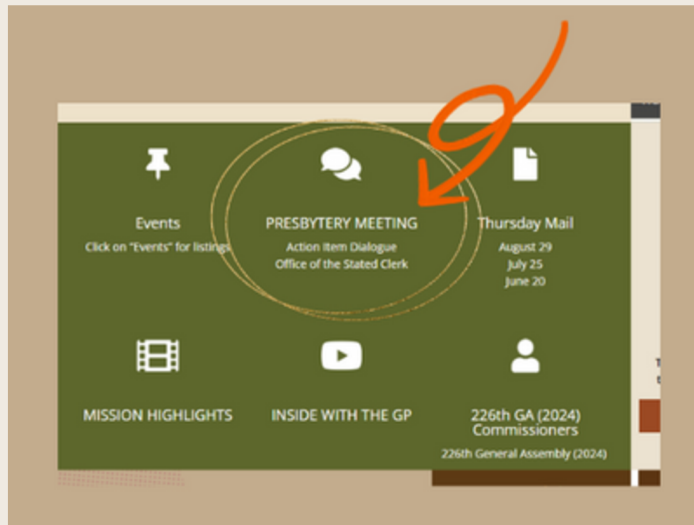 Events
Click on "Events" for listings
PRESBYTERY MEETING
Action Item Dialogue
Office of the Stated Clerk
Thursday Mail
August 29
July 25
June 20
MISSION HIGHLIGHTS
INSIDE WITH THE GP
226th GA (2024)
Commissioners
226th General Assembly (2024)